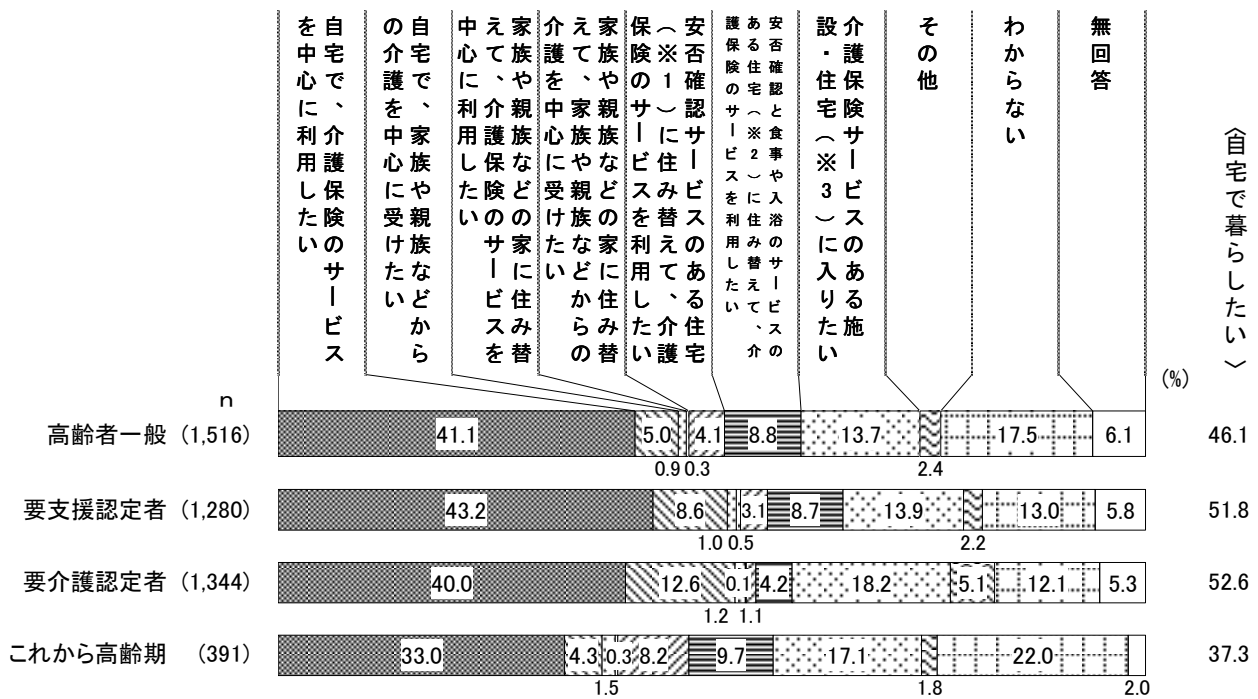 自宅で、介護保険のサービス
を中心に利用したい
自宅で、家族や親族などから
の介護を中心に受けたい
家族や親族などの家に住み替
えて、介護保険のサービスを
中心に利用したい
家族や親族などの家に住み替
えて、家族や親族などからの
介護を中心に受けたい
安否確認サービスのある住宅
（※１）に住み替えて、介護
保険のサービスを利用したい
安否確認と食事や入浴のサービスの
ある住宅（※２）に住み替えて、介
護保険のサービスを利用したい
介護保険サービスのある施
設・住宅（※３）に入りたい
その他
わからない
無回答
〈自宅で暮らしたい〉
(%)
n
高齢者一般 (1,516) 41.1 5.0 4.1 8.8 13.7 17.5 6.1 46.1
0.9 0.3 2.4
要支援認定者 (1,280) 43.2 8.6 3.1 8.7 13.9 13.0 5.8 51.8
1.0 0.5 2.2
要介護認定者 (1,344) 40.0 12.6 0.1 4.2 18.2 5.1 12.1 5.3 52.6
1.2 1.1
これから高齢期 (391) 33.0 4.3 0.3 8.2 9.7 17.1 22.0 37.3
1.5 1.8 2.0